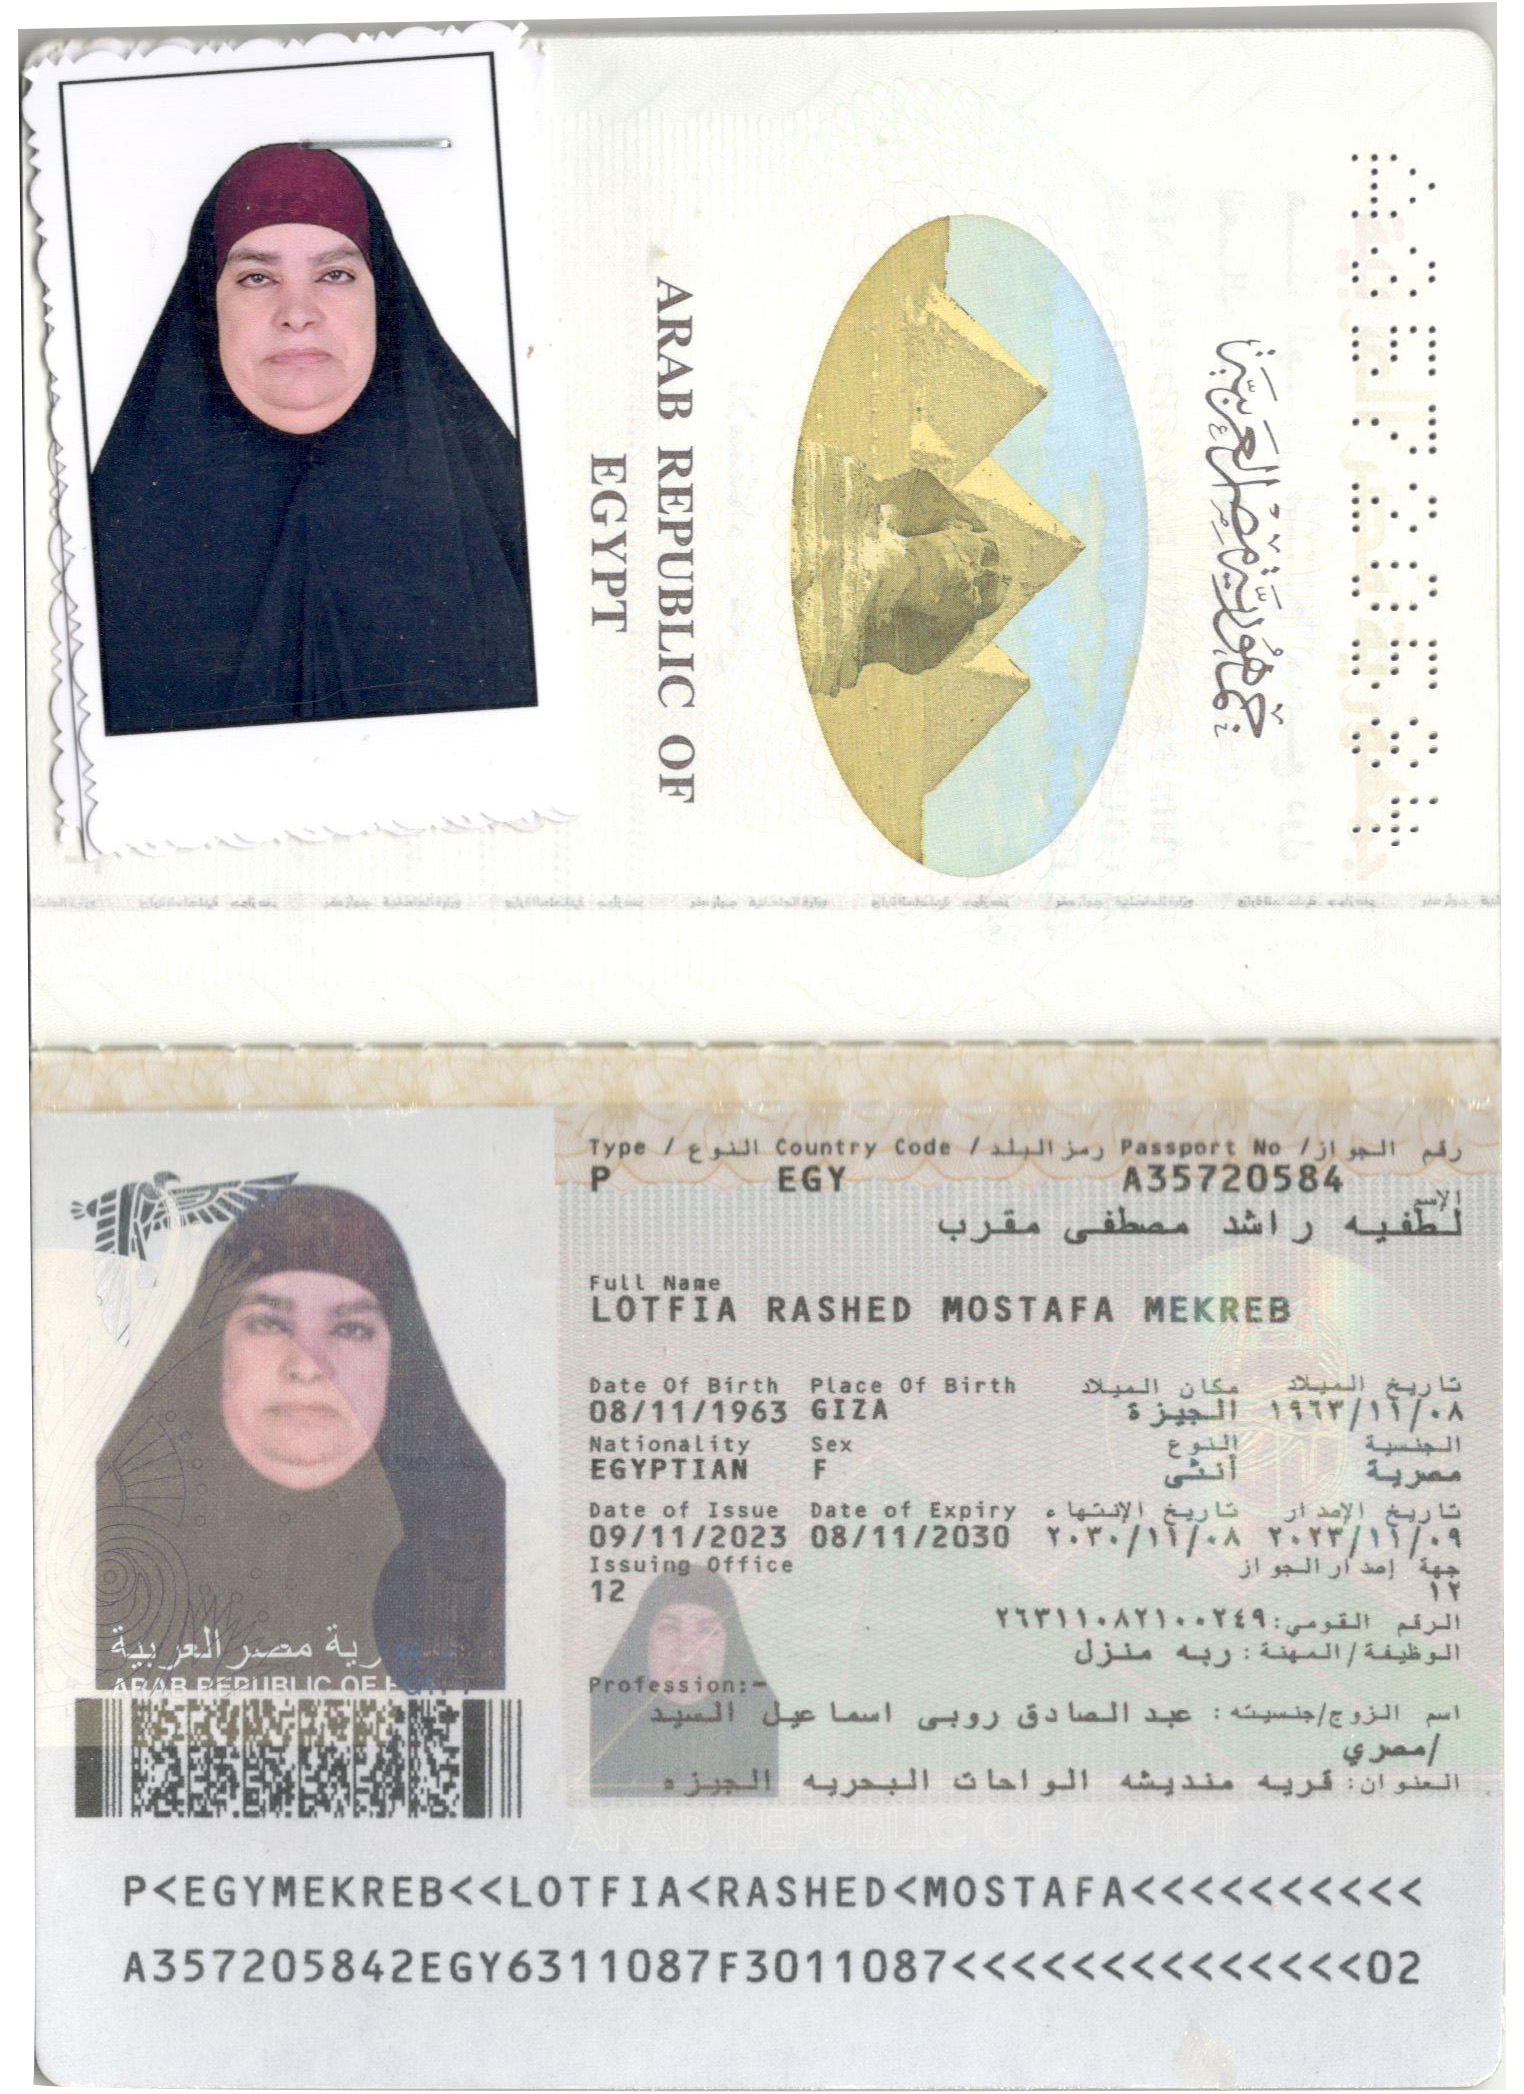 A35720584
جمهورية مصر العربية
ARAB REPUBLIC OF
EGYPT
Type / النوع Country Code / رمز البلد Passport No / رقم الجواز
P EGY A35720584
الإسم
لطفيه راشد مصطفى مقرب
Full Name
LOTFIA RASHED MOSTAFA MEKREB
Date Of Birth Place Of Birth مكان الميلاد تاريخ الميلاد
08/11/1963 GIZA الجيزة ١٩٦٣/١١/٠٨
Nationality Sex النوع الجنسية
EGYPTIAN F أنثى مصرية
Date of Issue Date of Expiry تاريخ الإنتهاء تاريخ الإصدار
09/11/2023 08/11/2030 ٢٠٣٠/١١/٠٨ ٢٠٢٣/١١/٠٩
Issuing Office جهة إصدار الجواز
12 ١٢
الرقم القومي: ٢٦٣١١٠٨٢١٠٠٢٤٩
الوظيفة/المهنة: ربه منزل
Profession:-
اسم الزوج/جنسيته: عبد الصادق روبى اسماعيل السيد
/مصري
العنوان: قريه منديشه الواحات البحريه الجيزه
رية مصر العربية
ARAB REPUBLIC OF EGYPT
ARAB REPUBLIC OF EGYPT
P<EGYMEKREB<<LOTFIA<RASHED<MOSTAFA<<<<<<<<<<
A357205842EGY6311087F3011087<<<<<<<<<<<<<<02